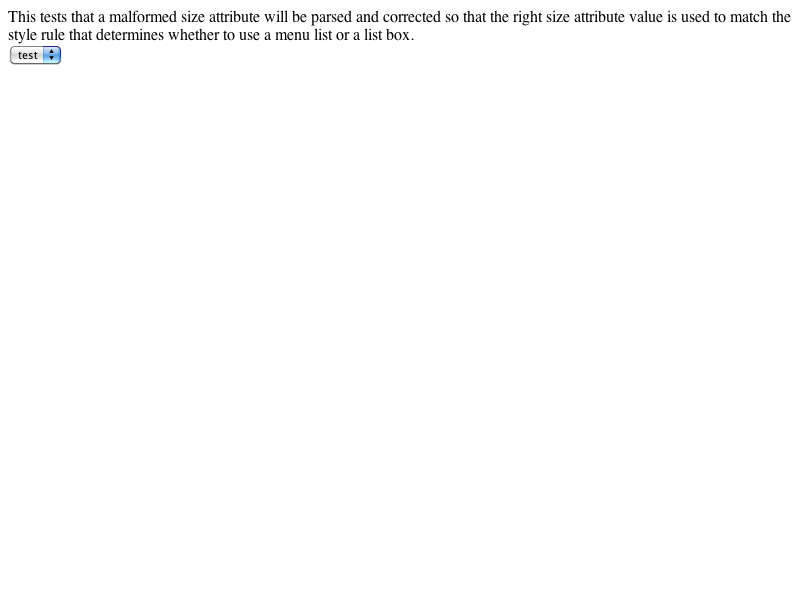 This tests that a malformed size attribute will be parsed and corrected so that the right size attribute value is used to match the
style rule that determines whether to use a menu list or a list box.
test